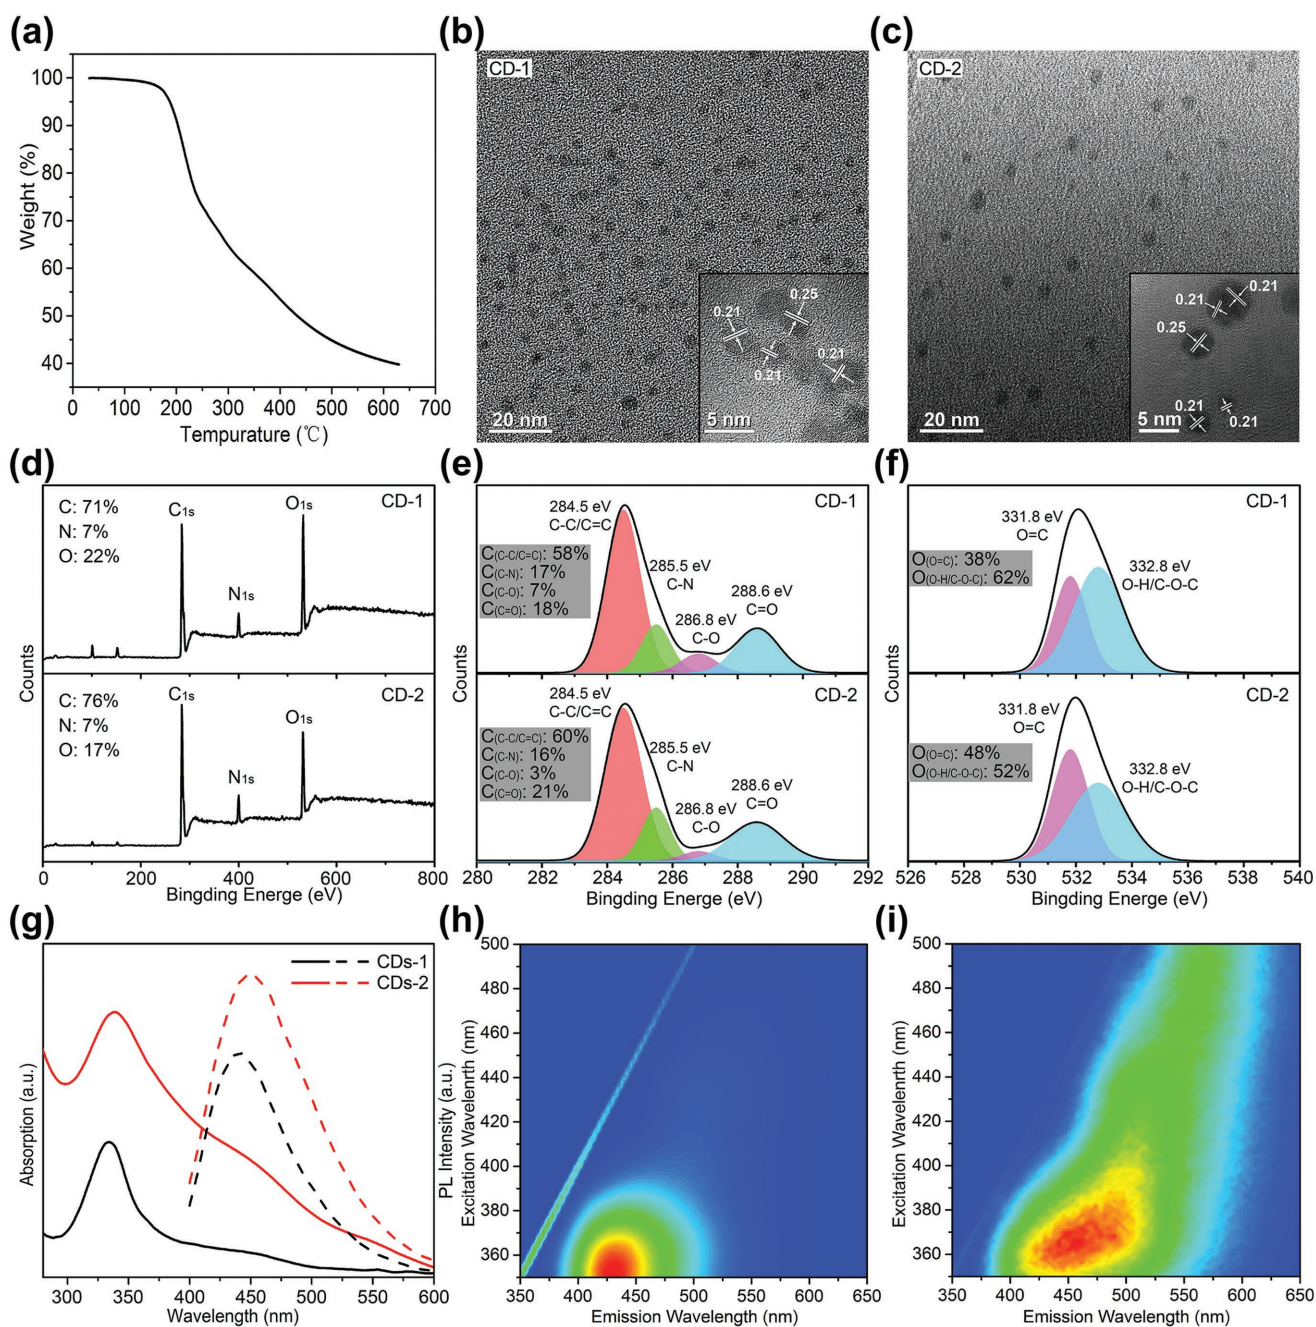 (a)
100
90
80
70
60
50
40
Weight (%)
0 100 200 300 400 500 600 700
Tempurature (℃)
(b)
CD-1
20 nm
0.21
0.25
0.21
0.21
5 nm
(c)
CD-2
20 nm
0.21
0.21
0.25
0.21
0.21
5 nm
(d)
C: 71%
N: 7%
O: 22%
C1s
N1s
O1s
CD-1
C: 76%
N: 7%
O: 17%
C1s
N1s
O1s
CD-2
Counts
0 200 400 600 800
Bingding Energe (eV)
(e)
CD-1
284.5 eV
C-C/C=C
C(C-C/C=C): 58%
C(C-N): 17%
C(C-O): 7%
C(C=O): 18%
285.5 eV
C-N
286.8 eV
C-O
288.6 eV
C=O
CD-2
284.5 eV
C-C/C=C
C(C-C/C=C): 60%
C(C-N): 16%
C(C-O): 3%
C(C=O): 21%
285.5 eV
C-N
286.8 eV
C-O
288.6 eV
C=O
Counts
280 282 284 286 288 290 292
Bingding Energe (eV)
(f)
CD-1
331.8 eV
O=C
O(O=C): 38%
O(O-H/C-O-C): 62%
332.8 eV
O-H/C-O-C
CD-2
331.8 eV
O=C
O(O=C): 48%
O(O-H/C-O-C): 52%
332.8 eV
O-H/C-O-C
Counts
526 528 530 532 534 536 538 540
Bingding Energe (eV)
(g)
CDs-1
CDs-2
Absorption (a.u.)
PL Intensity (a.u.)
300 350 400 450 500 550 600
Wavelength (nm)
(h)
500
480
460
440
420
400
380
360
Excitation Wavelenrth (nm)
350 400 450 500 550 600 650
Emission Wavelength (nm)
(i)
500
480
460
440
420
400
380
360
Excitation Wavelenrth (nm)
350 400 450 500 550 600 650
Emission Wavelength (nm)